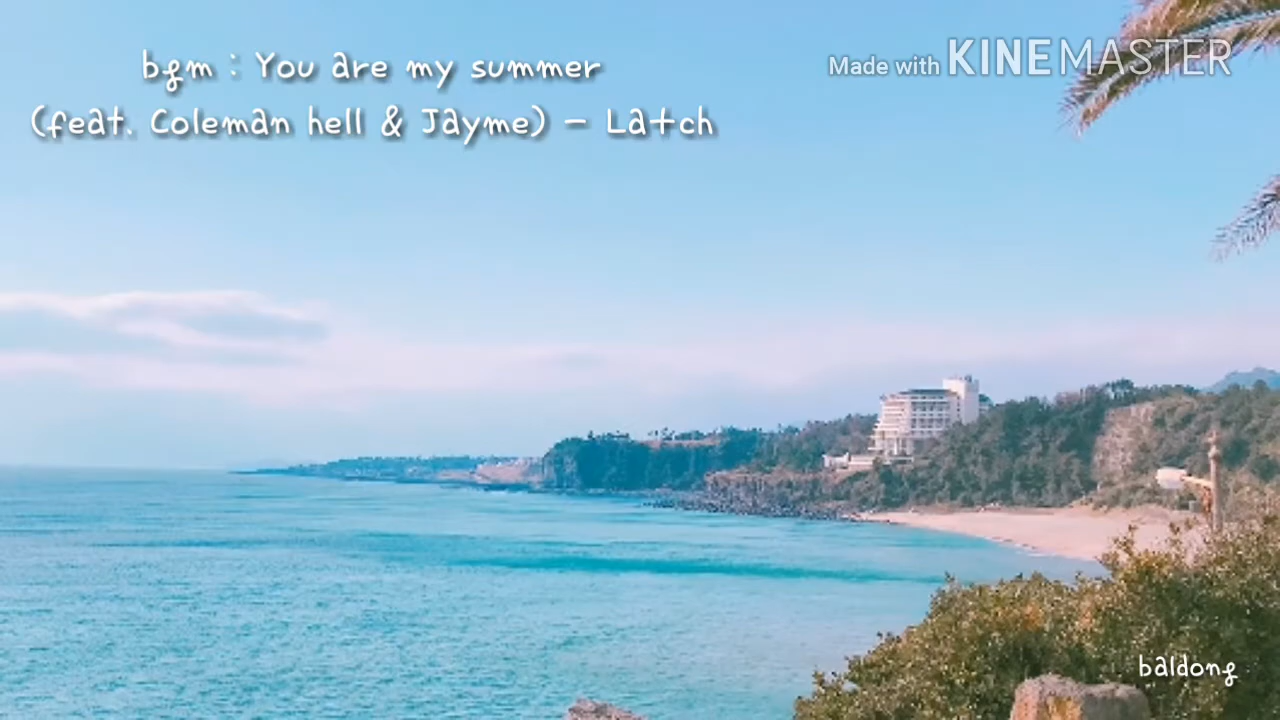 bgm : You are my summer
(feat. Coleman hell & Jayme) - Latch
Made with KINEMASTER
baldong